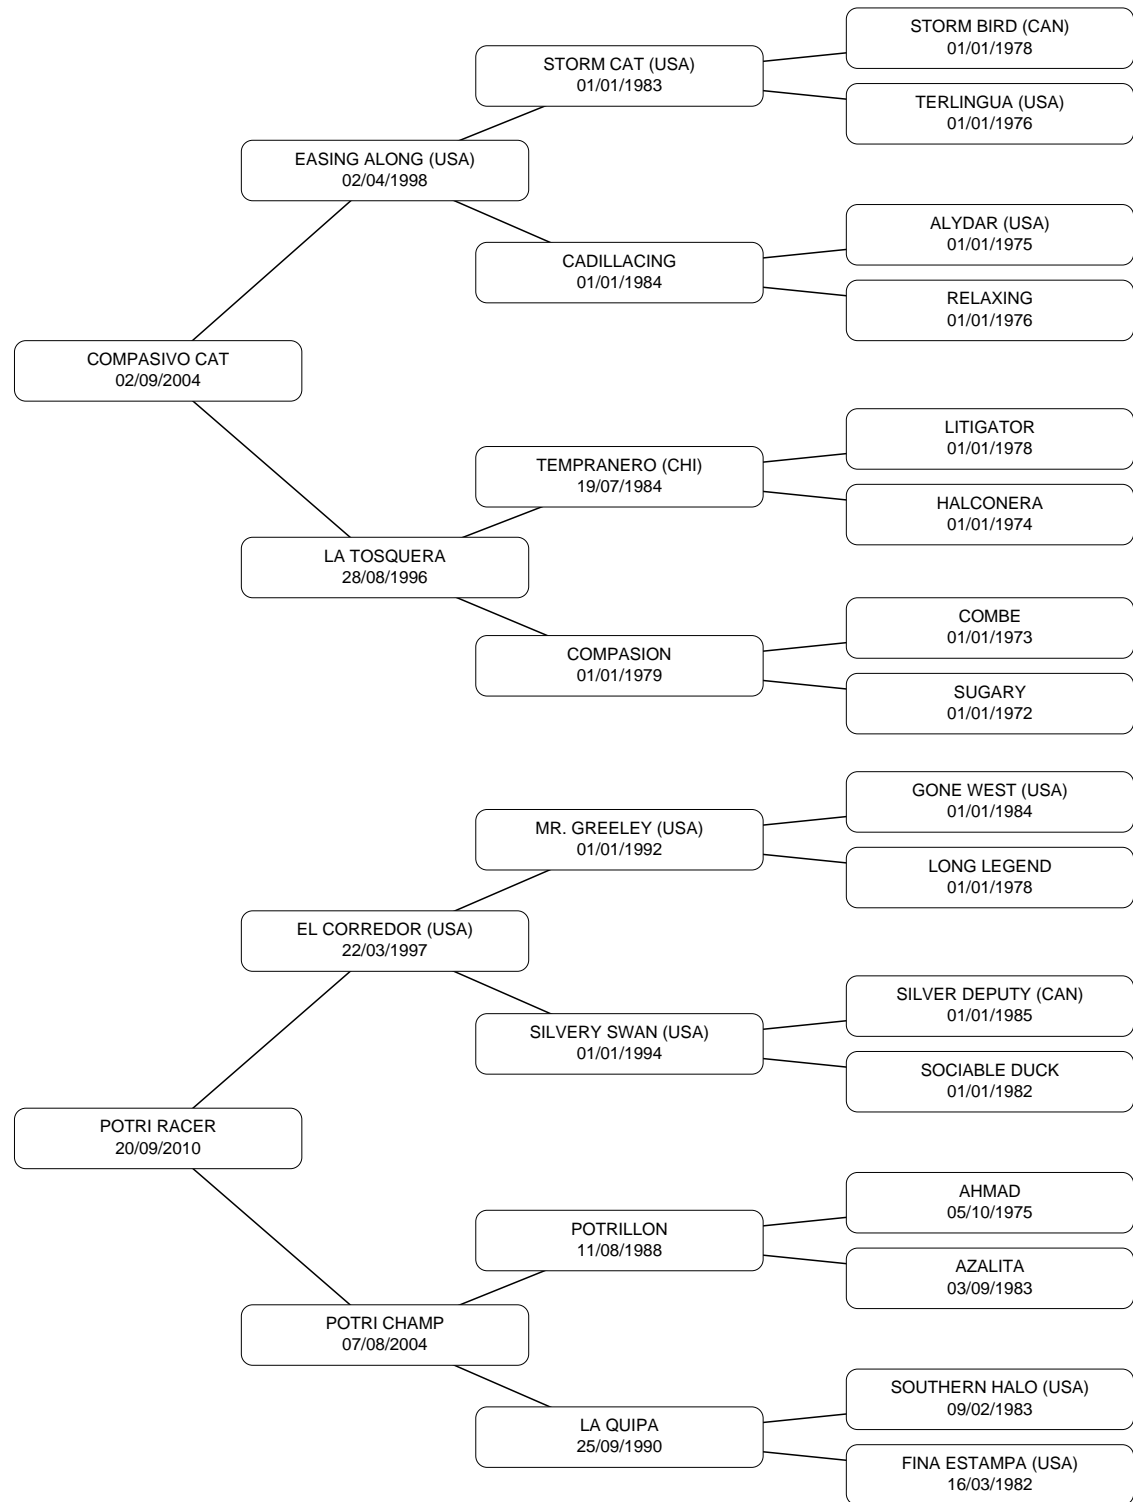 STORM BIRD (CAN)
01/01/1978
STORM CAT (USA)
01/01/1983
TERLINGUA (USA)
01/01/1976
EASING ALONG (USA)
02/04/1998
ALYDAR (USA)
01/01/1975
CADILLACING
01/01/1984
RELAXING
01/01/1976
COMPASIVO CAT
02/09/2004
LITIGATOR
01/01/1978
TEMPRANERO (CHI)
19/07/1984
HALCONERA
01/01/1974
LA TOSQUERA
28/08/1996
COMBE
01/01/1973
COMPASION
01/01/1979
SUGARY
01/01/1972
GONE WEST (USA)
01/01/1984
MR. GREELEY (USA)
01/01/1992
LONG LEGEND
01/01/1978
EL CORREDOR (USA)
22/03/1997
SILVER DEPUTY (CAN)
01/01/1985
SILVERY SWAN (USA)
01/01/1994
SOCIABLE DUCK
01/01/1982
POTRI RACER
20/09/2010
AHMAD
05/10/1975
POTRILLON
11/08/1988
AZALITA
03/09/1983
POTRI CHAMP
07/08/2004
SOUTHERN HALO (USA)
09/02/1983
LA QUIPA
25/09/1990
FINA ESTAMPA (USA)
16/03/1982